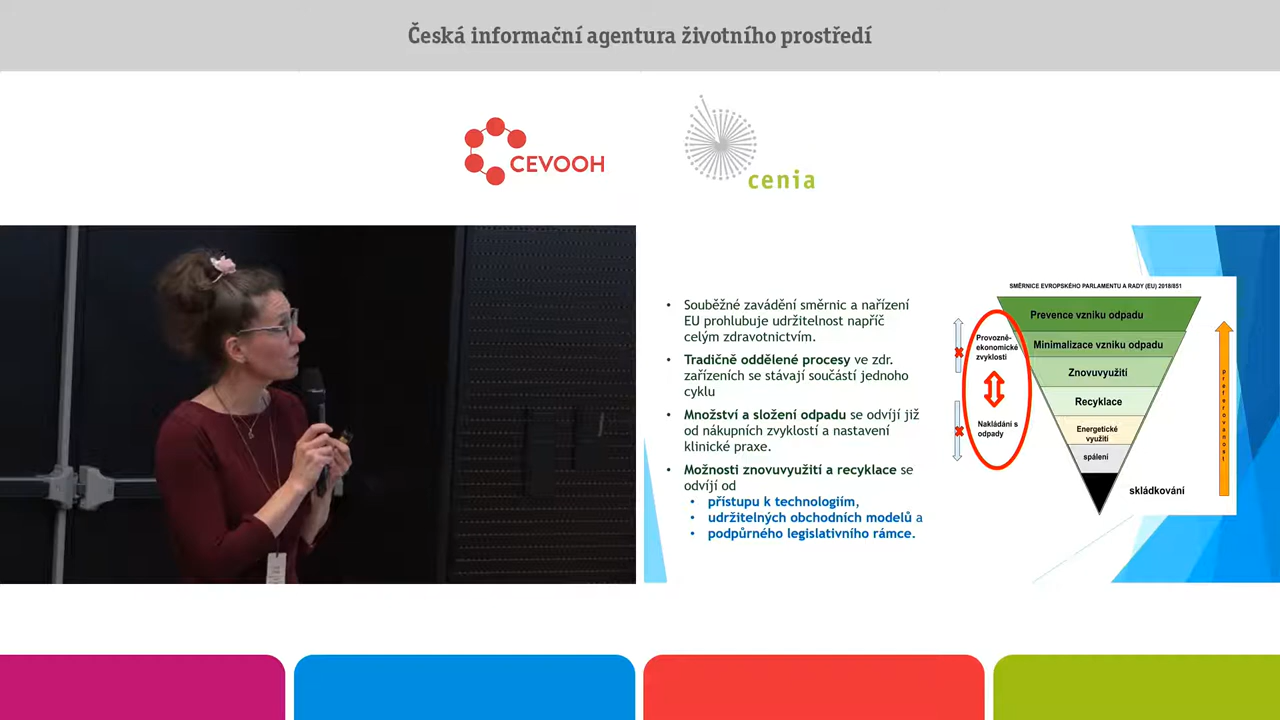 Česká informační agentura životního prostředí
CEVOOH
cenia
• Souběžné zavádění směrnic a nařízení
EU prohlubuje udržitelnost napříč
celým zdravotnictvím.
• Tradičně oddělené procesy ve zdr.
zařízeních se stávají součástí jednoho
cyklu
• Množství a složení odpadu se odvíjí již
od nákupních zvyklostí a nastavení
klinické praxe.
• Možnosti znovuvyužití a recyklace se
odvíjí od
• přístupu k technologiím,
• udržitelných obchodních modelů a
• podpůrného legislativního rámce.
SMĚRNICE EVROPSKÉHO PARLAMENTU A RADY (EU) 2018/851
Provozně-
ekonomické
zvyklosti
Nakládání s
odpady
Prevence vzniku odpadu
Minimalizace vzniku odpadu
Znovuvyužití
Recyklace
Energetické
využití
spálení
skládkování
Preferovanost